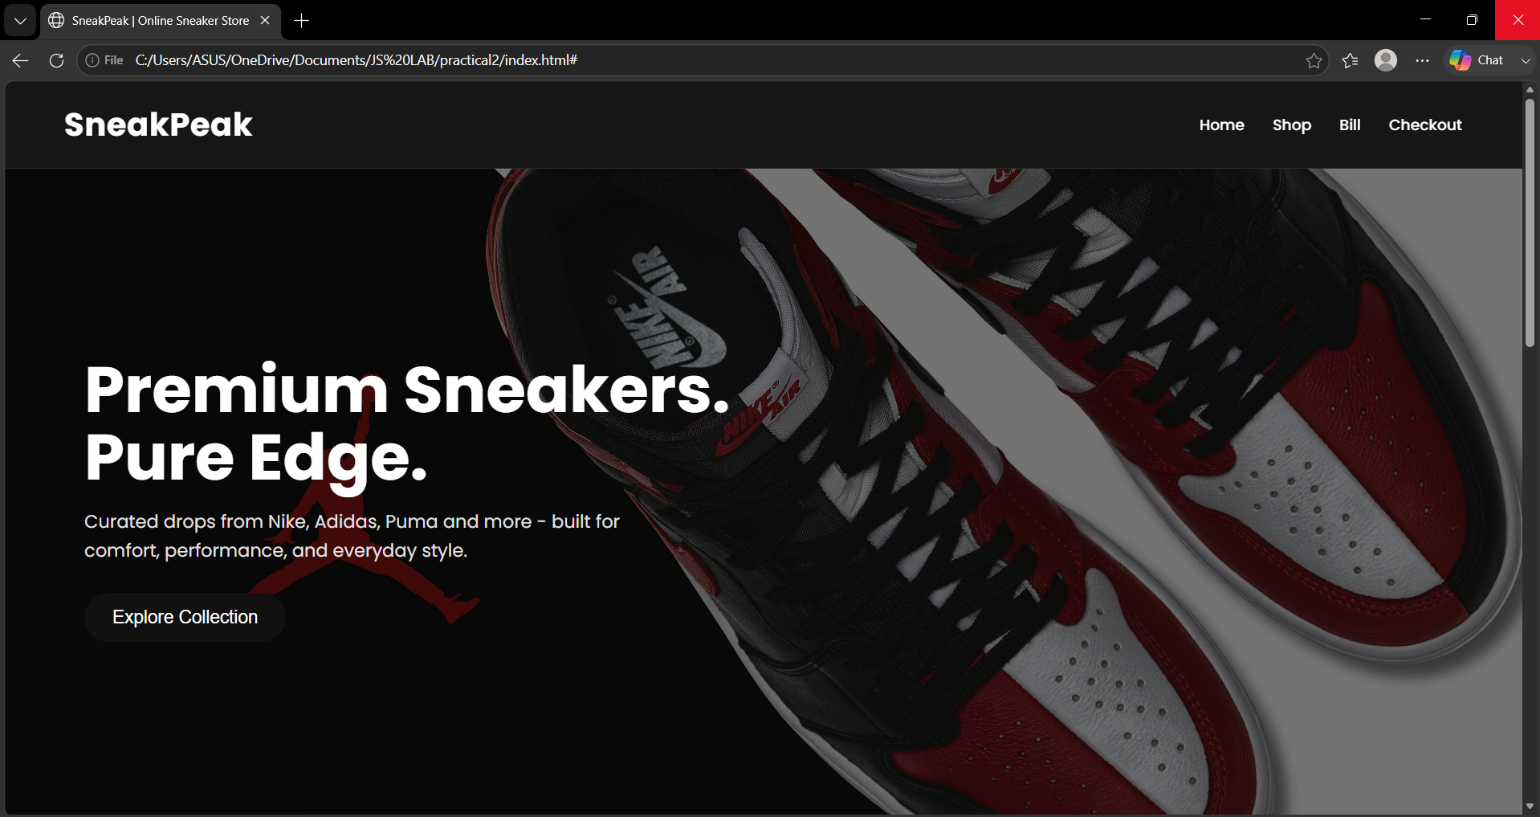 SneakPeak | Online Sneaker Store
File C:/Users/ASUS/OneDrive/Documents/JS%20LAB/practical2/index.html#
Chat
SneakPeak
Home Shop Bill Checkout
NIKE AIR
NIKE AIR
Premium Sneakers.
Pure Edge.
Curated drops from Nike, Adidas, Puma and more - built for
comfort, performance, and everyday style.
Explore Collection